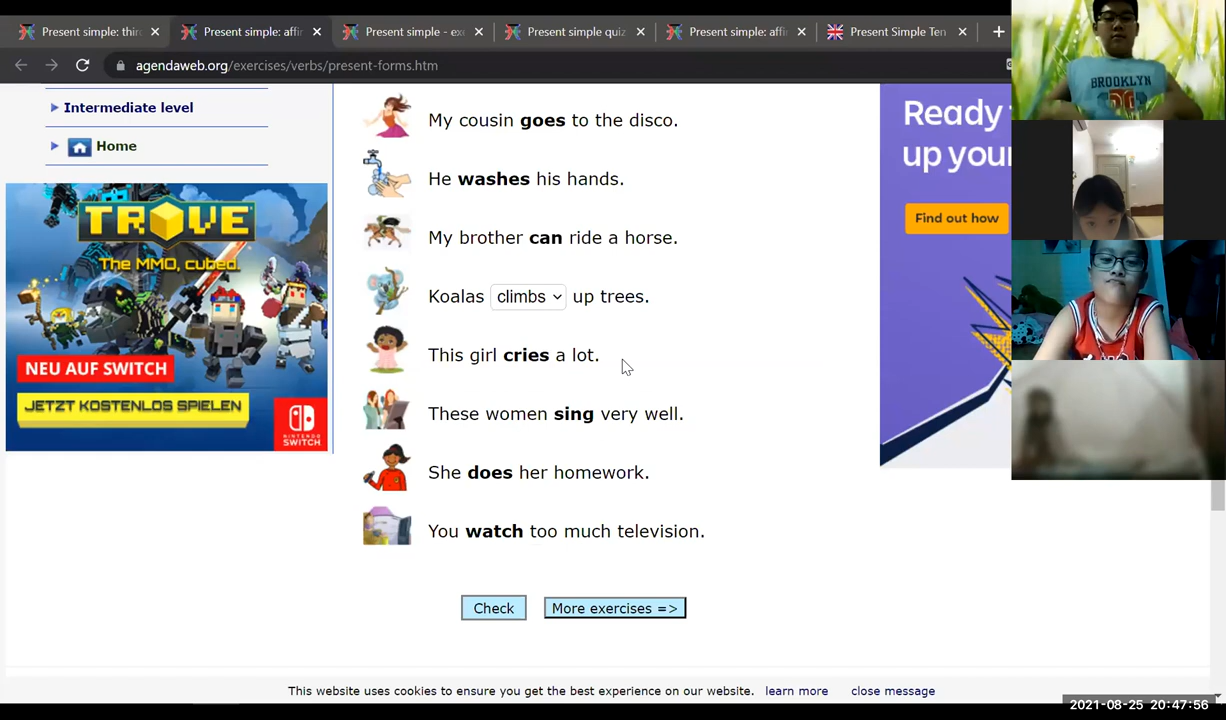 Present simple: thir
Present simple: affi
Present simple - exe
Present simple quiz
Present simple: affi
Present Simple Ten
agendaweb.org/exercises/verbs/present-forms.htm
Intermediate level
Home
TROVE
The MMO, cubed.
NEU AUF SWITCH
JETZT KOSTENLOS SPIELEN
NINTENDO
SWITCH
My cousin goes to the disco.
He washes his hands.
My brother can ride a horse.
Koalas climbs up trees.
This girl cries a lot.
These women sing very well.
She does her homework.
You watch too much television.
Check
More exercises =>
Ready
up your
Find out how
BROOKLYN
This website uses cookies to ensure you get the best experience on our website. learn more close message
2021-08-25 20:47:56